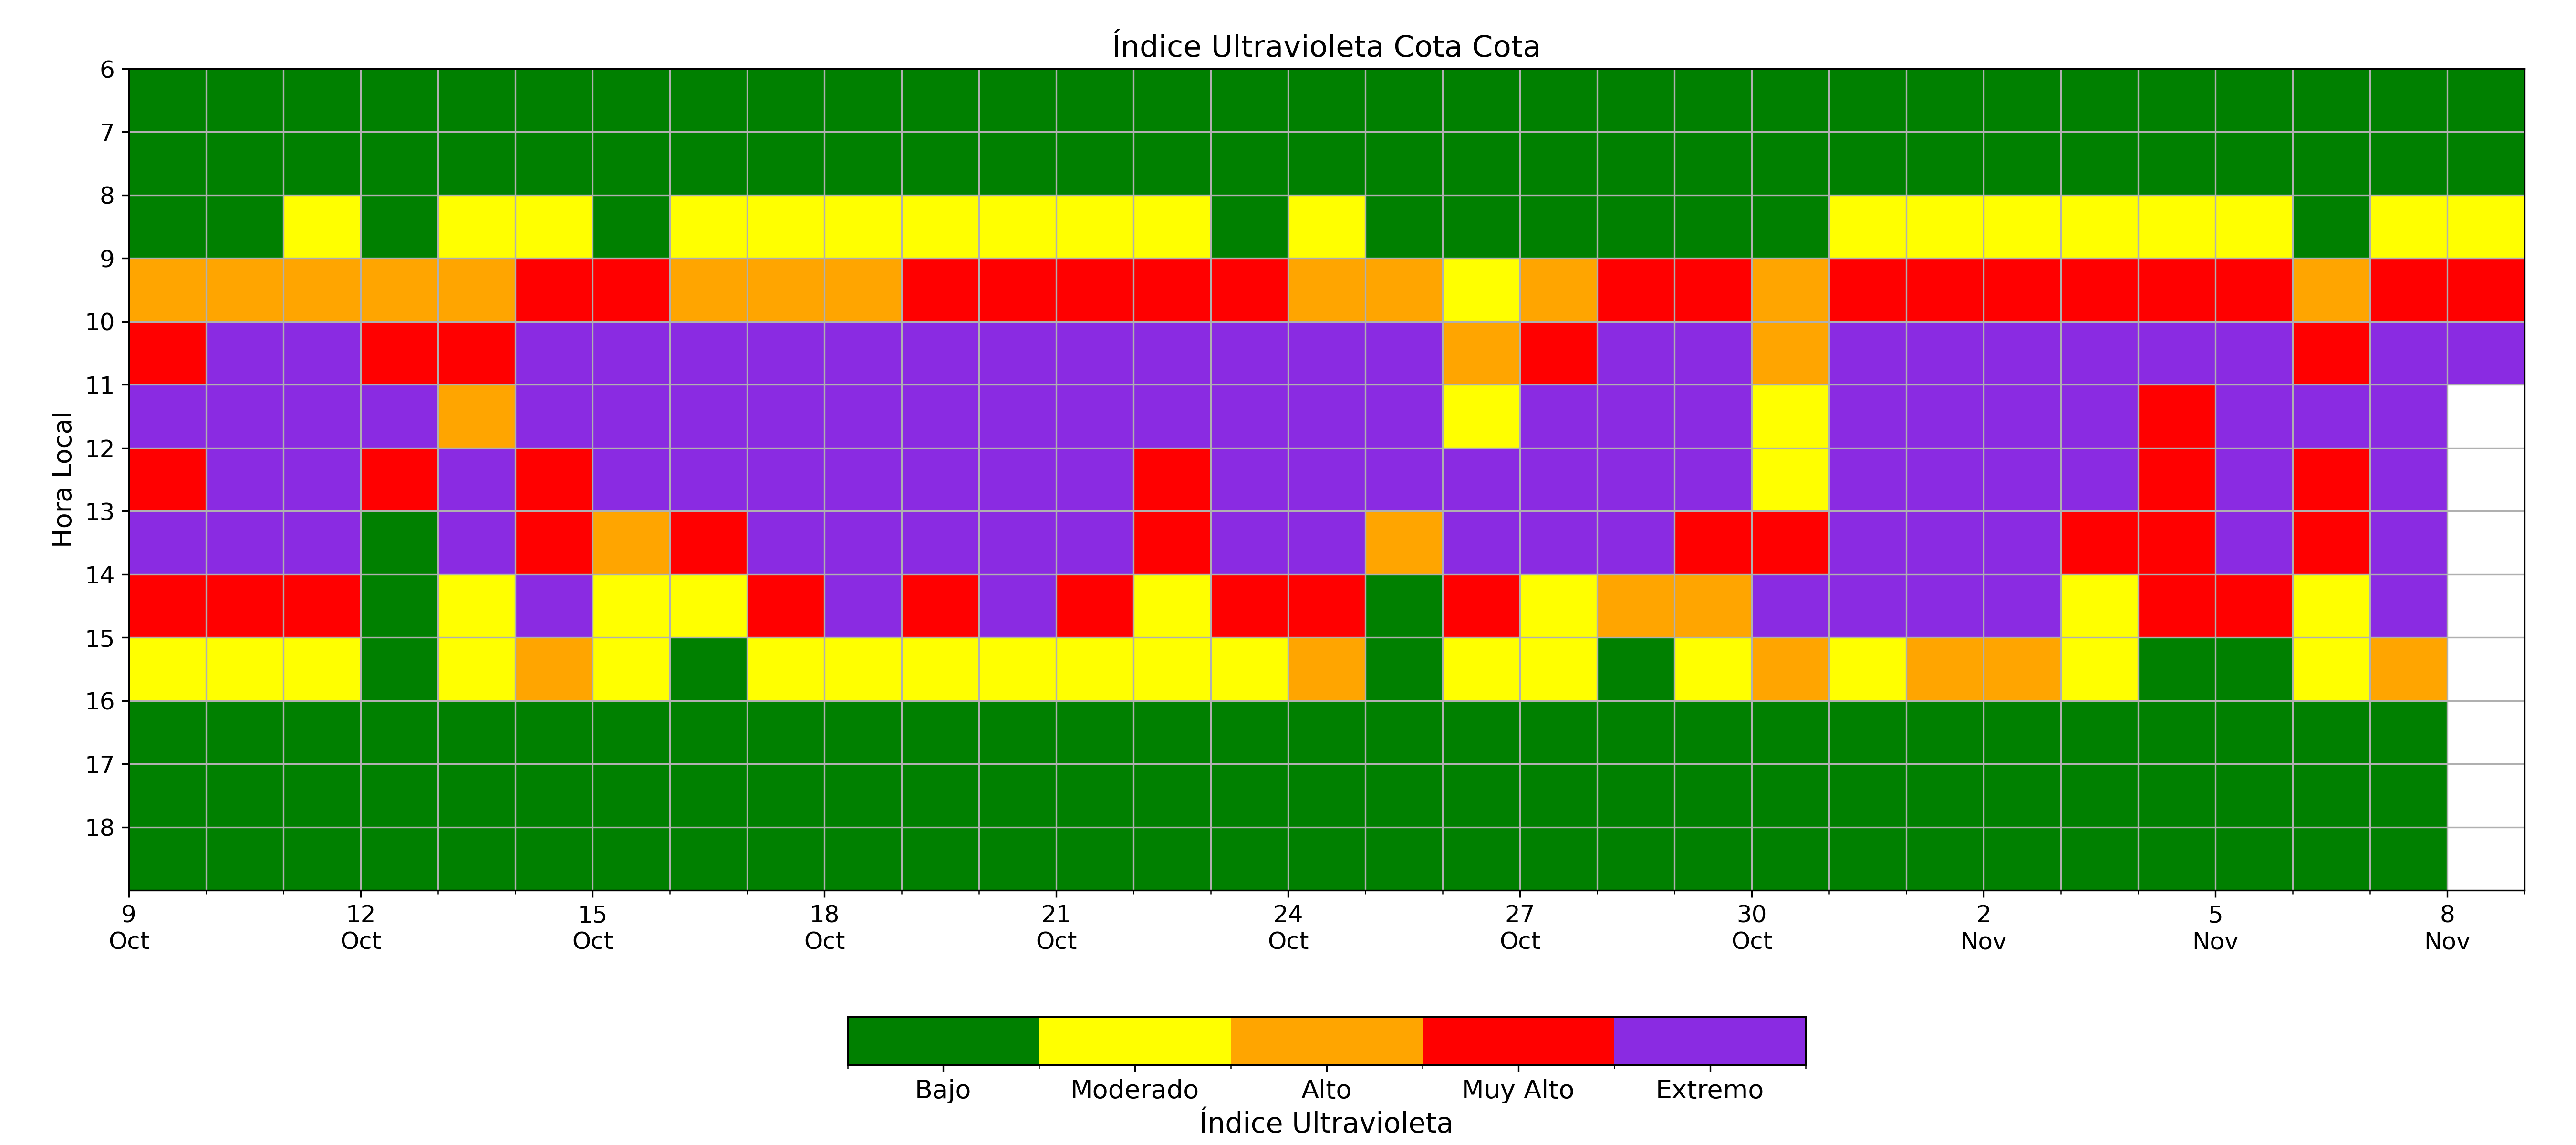 Índice Ultravioleta Cota Cota
Hora Local
6
7
8
9
10
11
12
13
14
15
16
17
18
9 12 15 18 21 24 27 30 2 5 8
Oct Oct Oct Oct Oct Oct Oct Oct Nov Nov Nov
Bajo Moderado Alto Muy Alto Extremo
Índice Ultravioleta